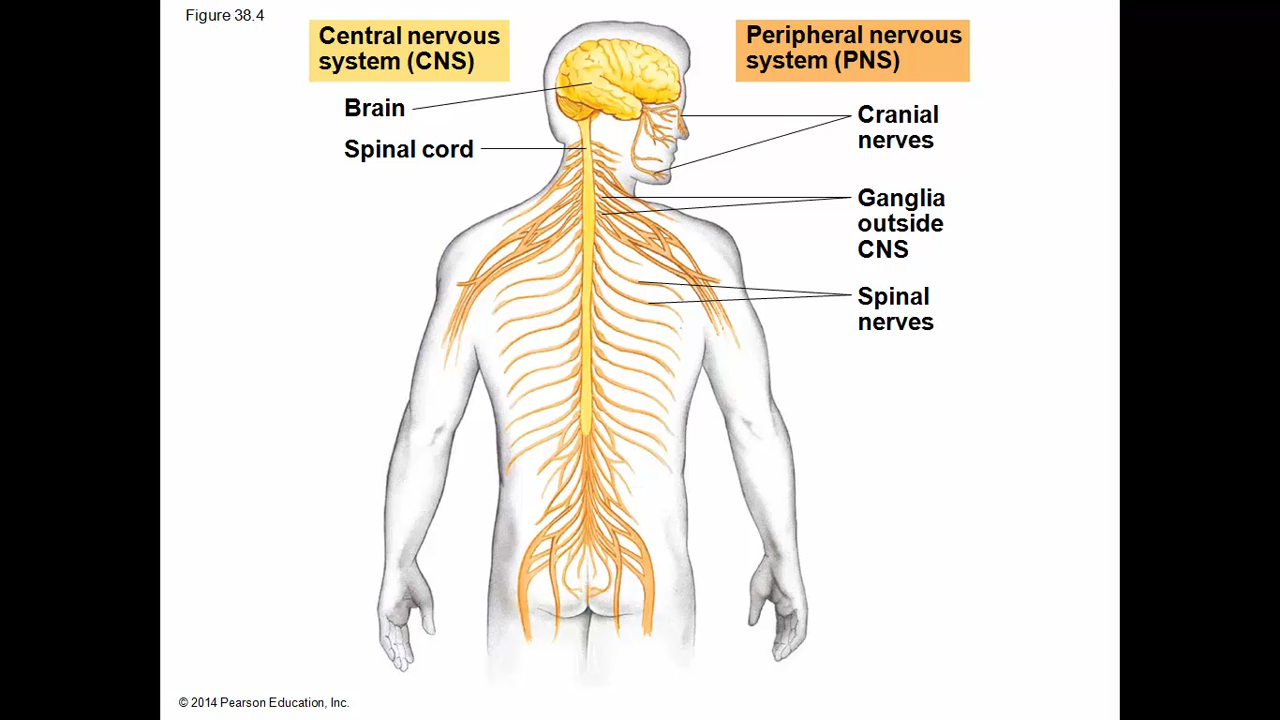 Figure 38.4
Central nervous
system (CNS)
Brain
Spinal cord
Peripheral nervous
system (PNS)
Cranial
nerves
Ganglia
outside
CNS
Spinal
nerves
© 2014 Pearson Education, Inc.